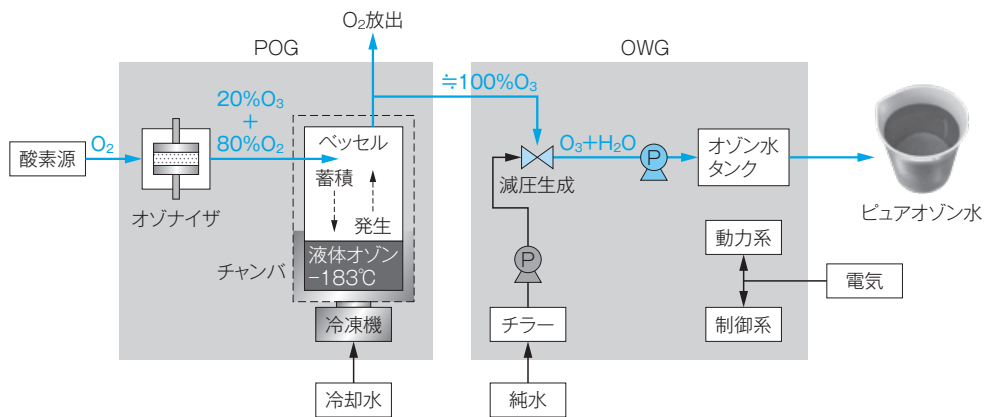 O₂放出
POG
OWG
≒100%O₃
20%O₃
+
80%O₂
酸素源
O₂
オゾナイザ
ベッセル
蓄積
発生
液体オゾン
-183℃
チャンバ
冷凍機
冷却水
O₃+H₂O
減圧生成
P
P
オゾン水
タンク
ピュアオゾン水
チラー
純水
動力系
制御系
電気